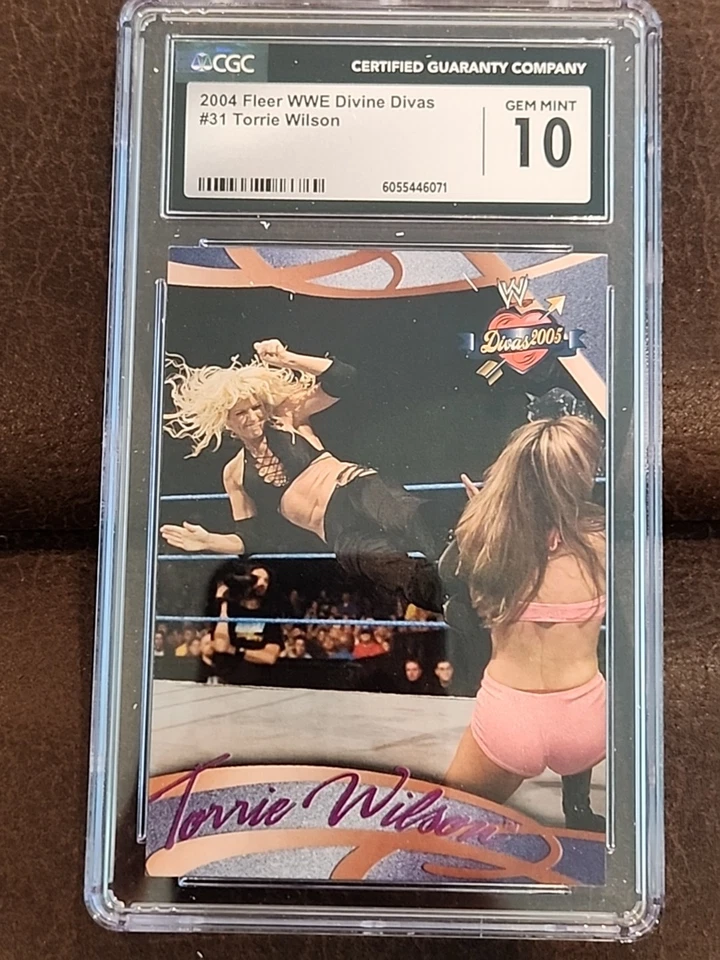 CGC
CERTIFIED GUARANTY COMPANY
2004 Fleer WWE Divine Divas
#31 Torrie Wilson
GEM MINT
10
6055446071
W
Divas2005
Torrie Wilson